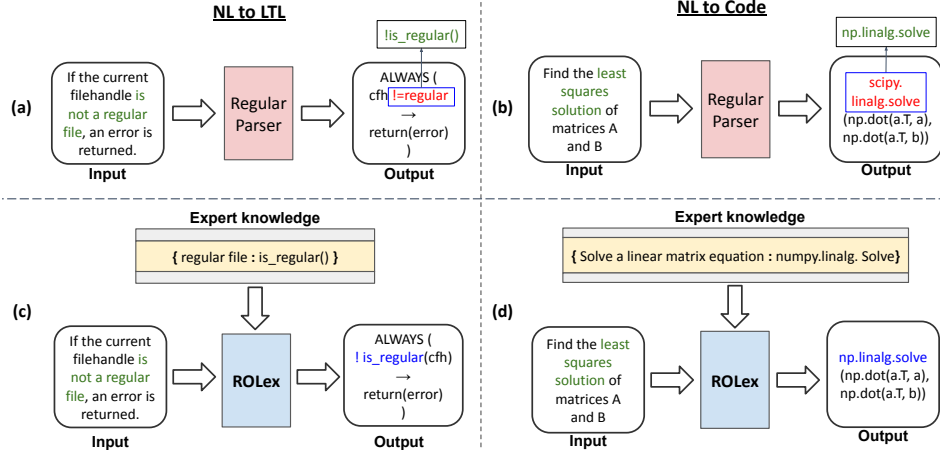 NL to LTL
!is_regular()
(a)
If the current
filehandle is
not a regular
file, an error is
returned.
Input
Regular
Parser
ALWAYS (
cfh !=regular
→
return(error)
)
Output
NL to Code
np.linalg.solve
(b)
Find the least
squares
solution of
matrices A
and B
Input
Regular
Parser
scipy.
linalg.solve
(np.dot(a.T, a),
np.dot(a.T, b))
Output
Expert knowledge
{ regular file : is_regular() }
(c)
If the current
filehandle is
not a regular
file, an error is
returned.
Input
ROLex
ALWAYS (
! is_regular(cfh)
→
return(error)
)
Output
Expert knowledge
{ Solve a linear matrix equation : numpy.linalg. Solve}
(d)
Find the least
squares
solution of
matrices A
and B
Input
ROLex
np.linalg.solve
(np.dot(a.T, a),
np.dot(a.T, b))
Output